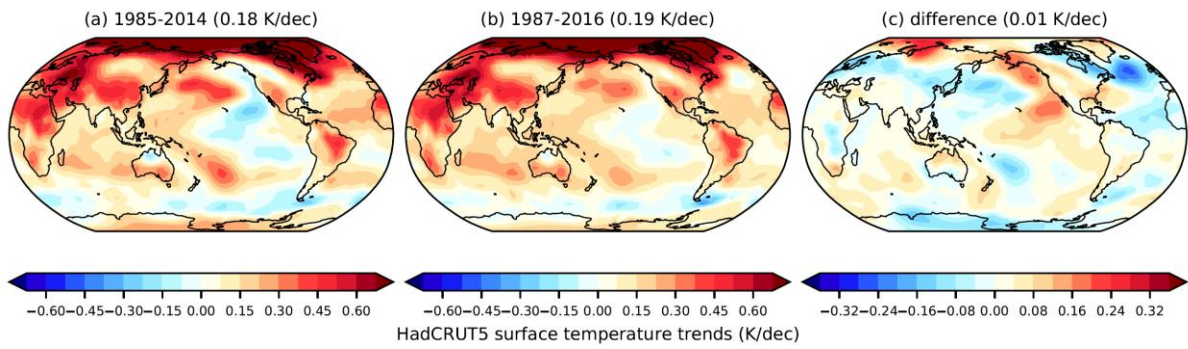 (a) 1985-2014 (0.18 K/dec)
(b) 1987-2016 (0.19 K/dec)
(c) difference (0.01 K/dec)
−0.60−0.45−0.30−0.15 0.00 0.15 0.30 0.45 0.60
−0.60−0.45−0.30−0.15 0.00 0.15 0.30 0.45 0.60
−0.32−0.24−0.16−0.08 0.00 0.08 0.16 0.24 0.32
HadCRUT5 surface temperature trends (K/dec)